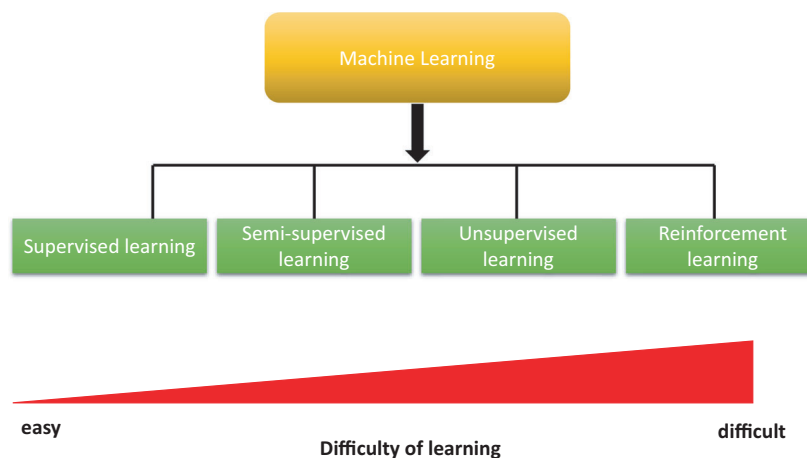 Machine Learning
Supervised learning
Semi-supervised
learning
Unsupervised
learning
Reinforcement
learning
easy
difficult
Difficulty of learning